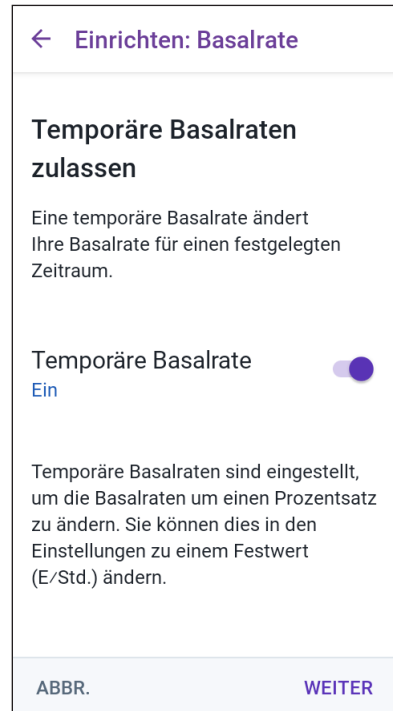 ← Einrichten: Basalrate
Temporäre Basalraten
zulassen
Eine temporäre Basalrate ändert
Ihre Basalrate für einen festgelegten
Zeitraum.
Temporäre Basalrate
Ein
Temporäre Basalraten sind eingestellt,
um die Basalraten um einen Prozentsatz
zu ändern. Sie können dies in den
Einstellungen zu einem Festwert
(E/Std.) ändern.
ABBR. WEITER